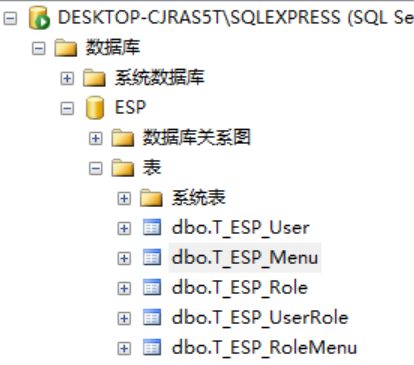 DESKTOP-CJRAS5T\SQLEXPRESS (SQL Se
数据库
系统数据库
ESP
数据库关系图
表
系统表
dbo.T_ESP_User
dbo.T_ESP_Menu
dbo.T_ESP_Role
dbo.T_ESP_UserRole
dbo.T_ESP_RoleMenu